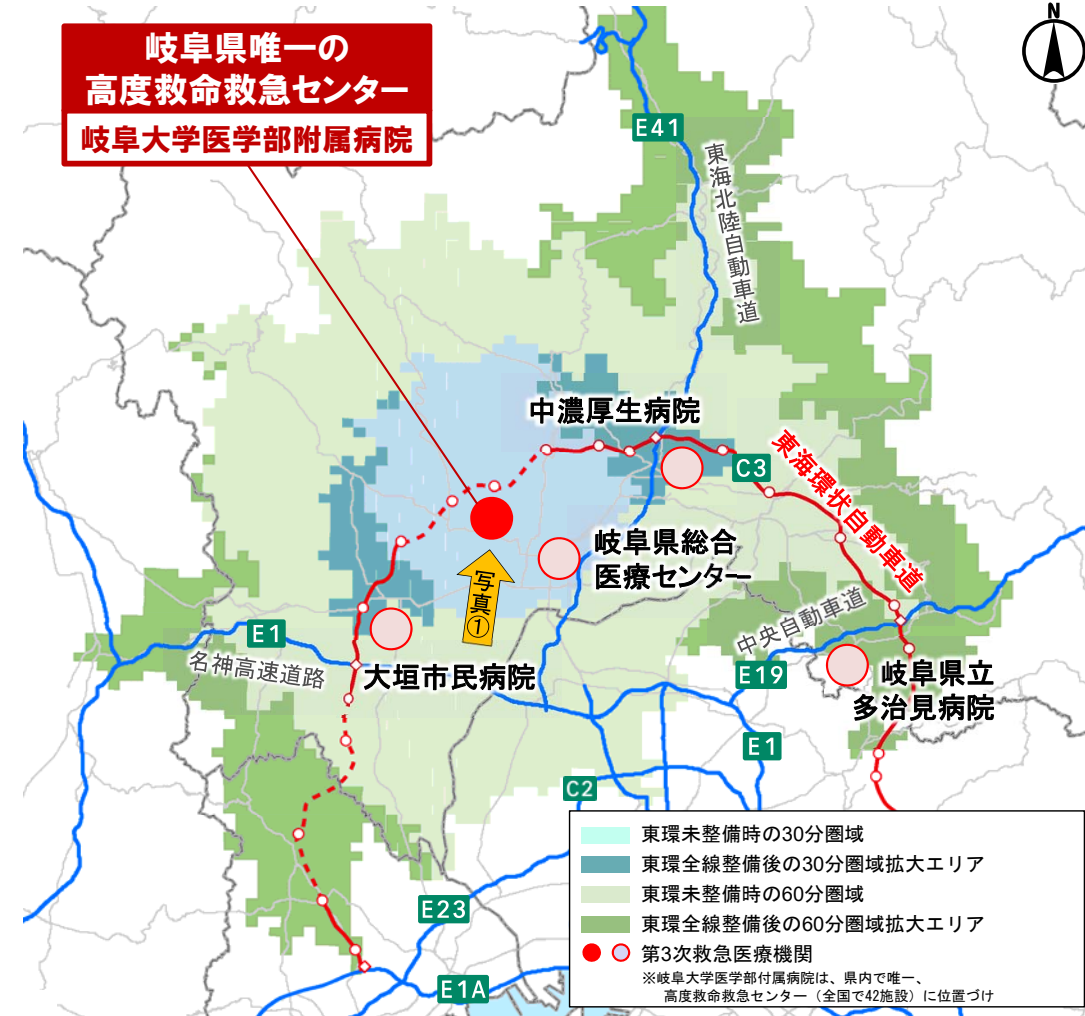 岐阜県唯一の
高度救命救急センター
岐阜大学医学部附属病院
N
E41
東海北陸自動車道
中濃厚生病院
C3
東海環状自動車道
岐阜県総合
医療センター
写真①
中央自動車道
E1
名神高速道路
大垣市民病院
E19
岐阜県立
多治見病院
E1
C2
E23
E1A
東環未整備時の30分圏域
東環全線整備後の30分圏域拡大エリア
東環未整備時の60分圏域
東環全線整備後の60分圏域拡大エリア
第3次救急医療機関
※岐阜大学医学部付属病院は、県内で唯一、
高度救命救急センター（全国で42施設）に位置づけ